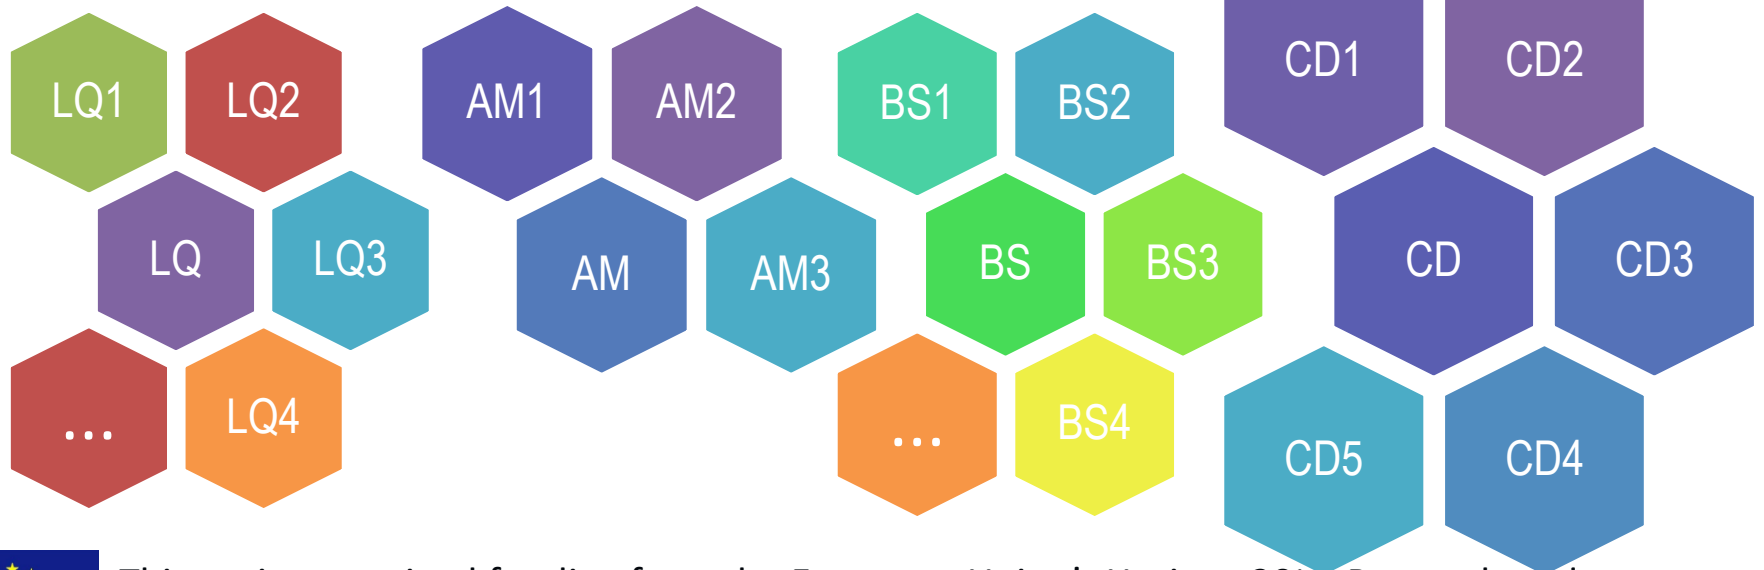 LQ1
LQ2
LQ
LQ3
...
LQ4
AM1
AM2
AM
AM3
BS1
BS2
BS
BS3
...
BS4
CD1
CD2
CD
CD3
CD5
CD4